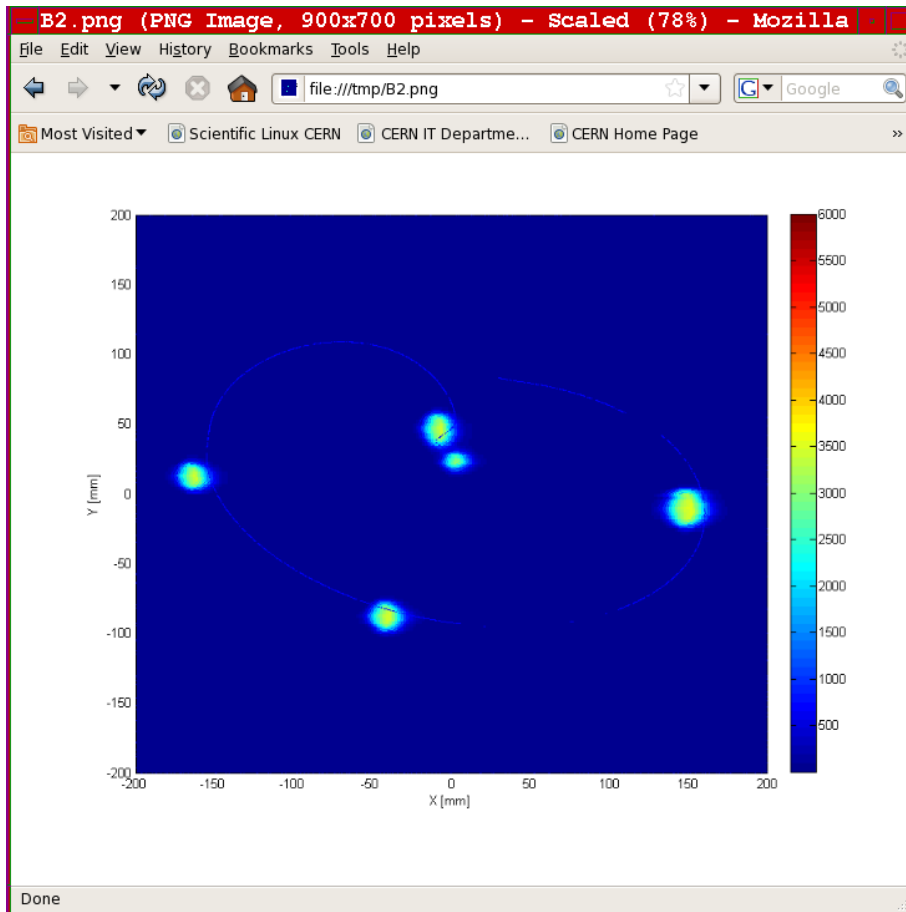 B2.png (PNG Image, 900x700 pixels) - Scaled (78%) - Mozilla
File Edit View History Bookmarks Tools Help
file:///tmp/B2.png G Google
Most Visited Scientific Linux CERN CERN IT Departme... CERN Home Page »
200
150
100
50
0
-50
-100
-150
-200
Y [mm]
-200 -150 -100 -50 0 50 100 150 200
X [mm]
6000
5500
5000
4500
4000
3500
3000
2500
2000
1500
1000
500
Done